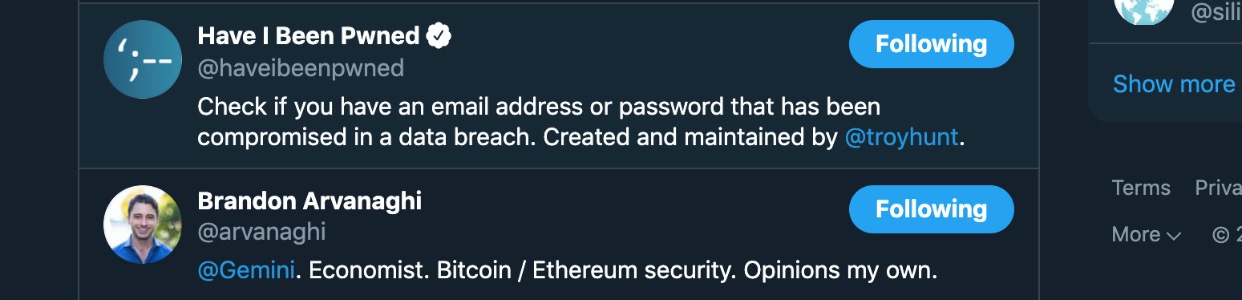 Have I Been Pwned
Following
@haveibeenpwned
Check if you have an email address or password that has been
compromised in a data breach. Created and maintained by @troyhunt.
Brandon Arvanaghi
Following
@arvanaghi
@Gemini. Economist. Bitcoin / Ethereum security. Opinions my own.
@sili
Show more
Terms Priva
More ©